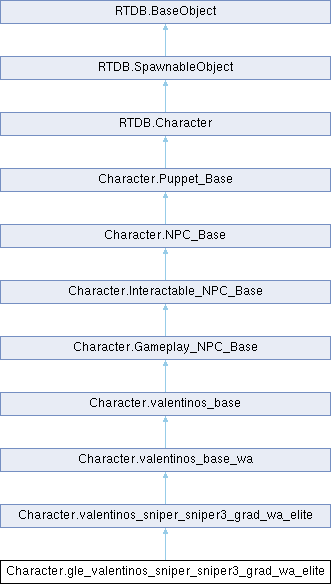 RTDB.BaseObject
RTDB.SpawnableObject
RTDB.Character
Character.Puppet_Base
Character.NPC_Base
Character.Interactable_NPC_Base
Character.Gameplay_NPC_Base
Character.valentinos_base
Character.valentinos_base_wa
Character.valentinos_sniper_sniper3_grad_wa_elite
Character.gle_valentinos_sniper_sniper3_grad_wa_elite